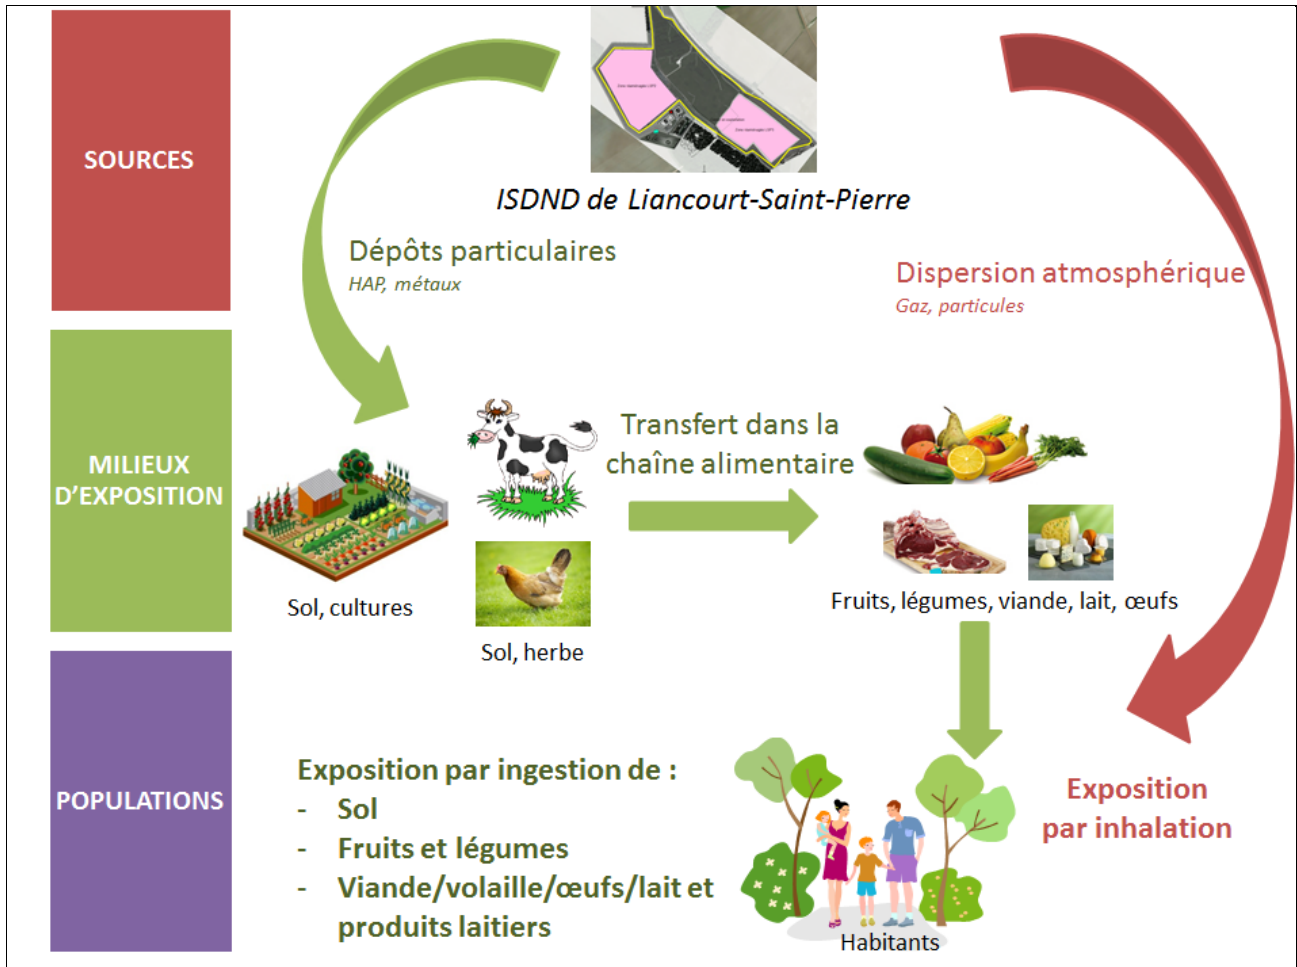 SOURCES
ISDND de Liancourt-Saint-Pierre
Dépôts particulaires
HAP, métaux
Dispersion atmosphérique
Gaz, particules
MILIEUX
D'EXPOSITION
Transfert dans la
chaîne alimentaire
Sol, cultures
Sol, herbe
Fruits, légumes, viande, lait, œufs
POPULATIONS
Exposition par ingestion de :
- Sol
- Fruits et légumes
- Viande/volaille/œufs/lait et
produits laitiers
Habitants
Exposition
par inhalation